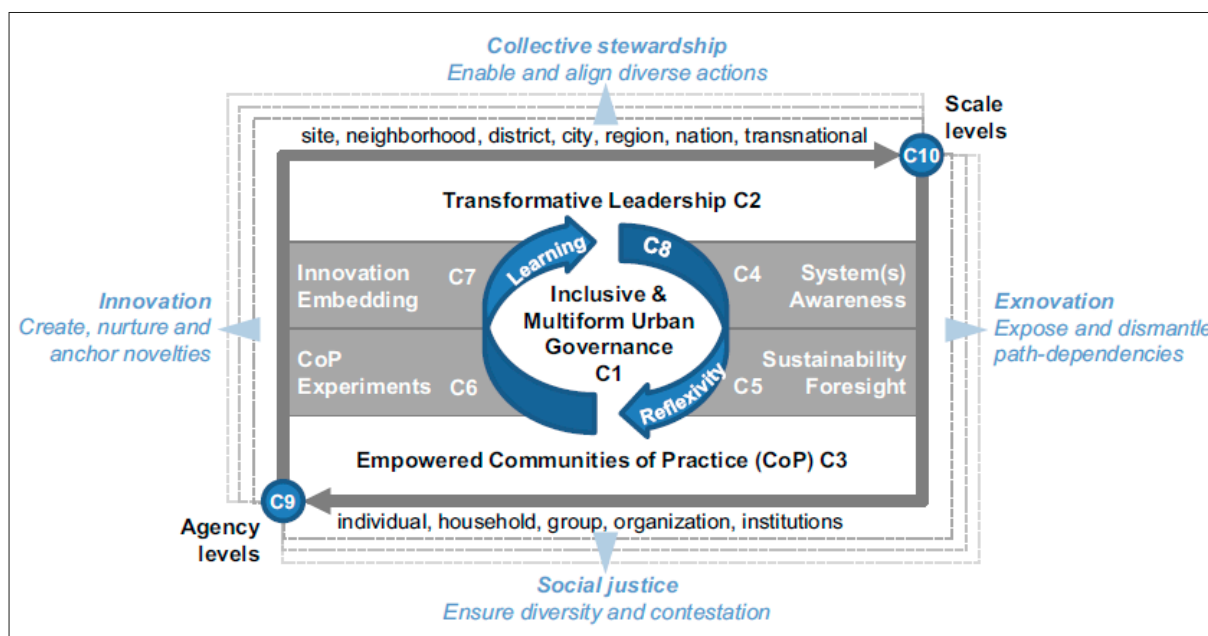 Collective stewardship
Enable and align diverse actions
Scale
levels
site, neighborhood, district, city, region, nation, transnational
C10
Transformative Leadership C2
Learning
C8
Innovation
Embedding
C7
C4
System(s)
Awareness
Inclusive &
Multiform Urban
Governance
C1
Innovation
Create, nurture and
anchor novelties
Exnovation
Expose and dismantle
path-dependencies
CoP
Experiments
C6
C5
Sustainability
Foresight
Reflexivity
Empowered Communities of Practice (CoP) C3
C9
Agency
levels
individual, household, group, organization, institutions
Social justice
Ensure diversity and contestation